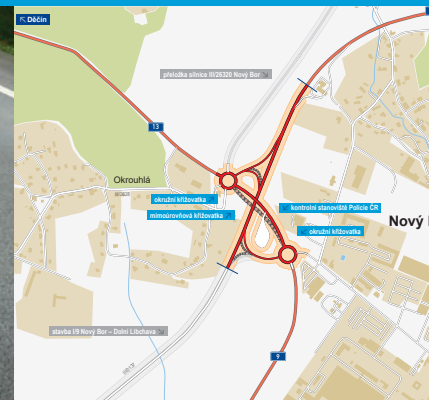 Děčín
přeložka silnice III/26320 Nový Bor
13
Okrouhlá
okružní křižovatka
kontrolní stanoviště Policie ČR
mimoúrovňová křižovatka
Nový
okružní křižovatka
stavba I/9 Nový Bor – Dolní Libchava
9